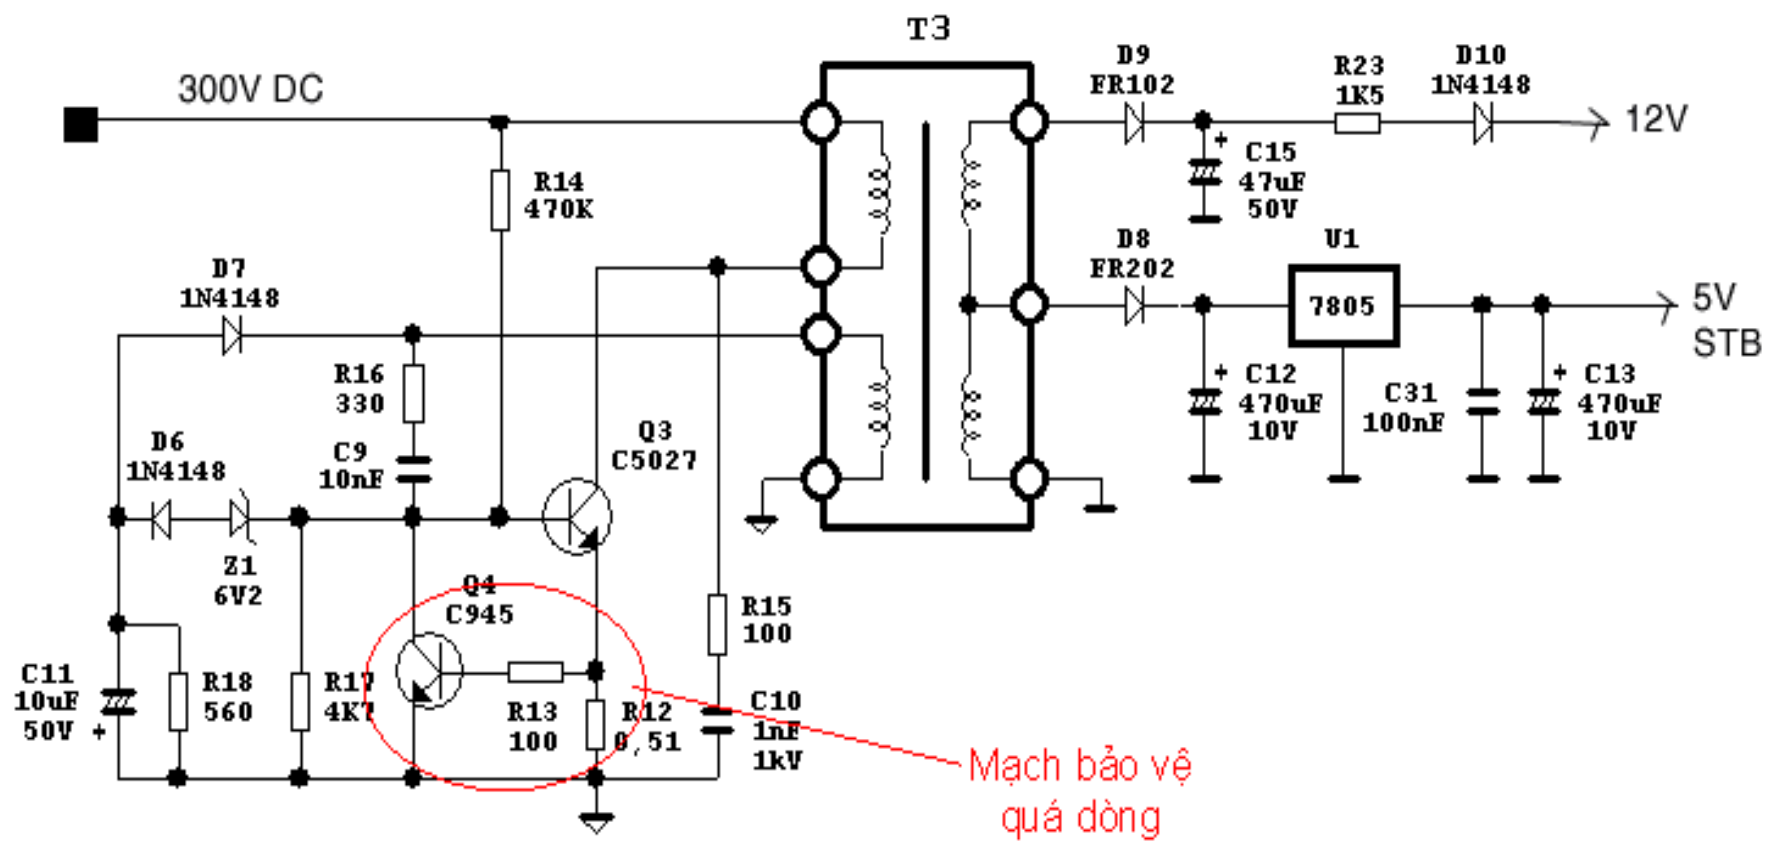 T3
300V DC
D9
FR102
R23
1K5
D10
1N4148
12V
+
C15
47uF
50V
R14
470K
D8
FR202
U1
7805
5V
STB
D7
1N4148
R16
330
+
C12
470uF
10V
C31
100nF
+
C13
470uF
10V
D6
1N4148
C9
10nF
Q3
C5027
Z1
6V2
Q4
C945
R15
100
C11
10uF
50V
+
R18
560
R17
4K7
R13
100
R12
0,51
C10
1nF
1kV
Mạch bảo vệ
quá dòng